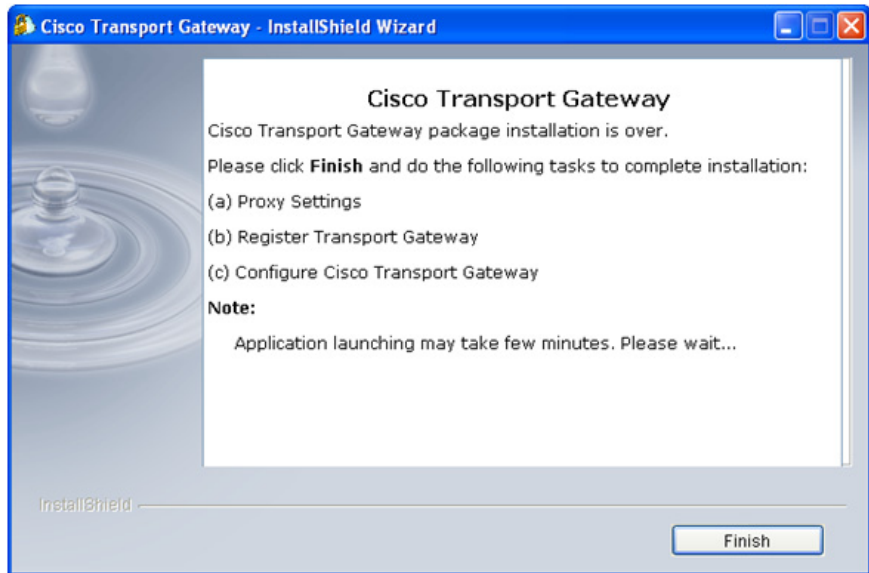 Cisco Transport Gateway - InstallShield Wizard
Cisco Transport Gateway
Cisco Transport Gateway package installation is over.
Please click Finish and do the following tasks to complete installation:
(a) Proxy Settings
(b) Register Transport Gateway
(c) Configure Cisco Transport Gateway
Note:
Application launching may take few minutes. Please wait...
InstallShield
Finish